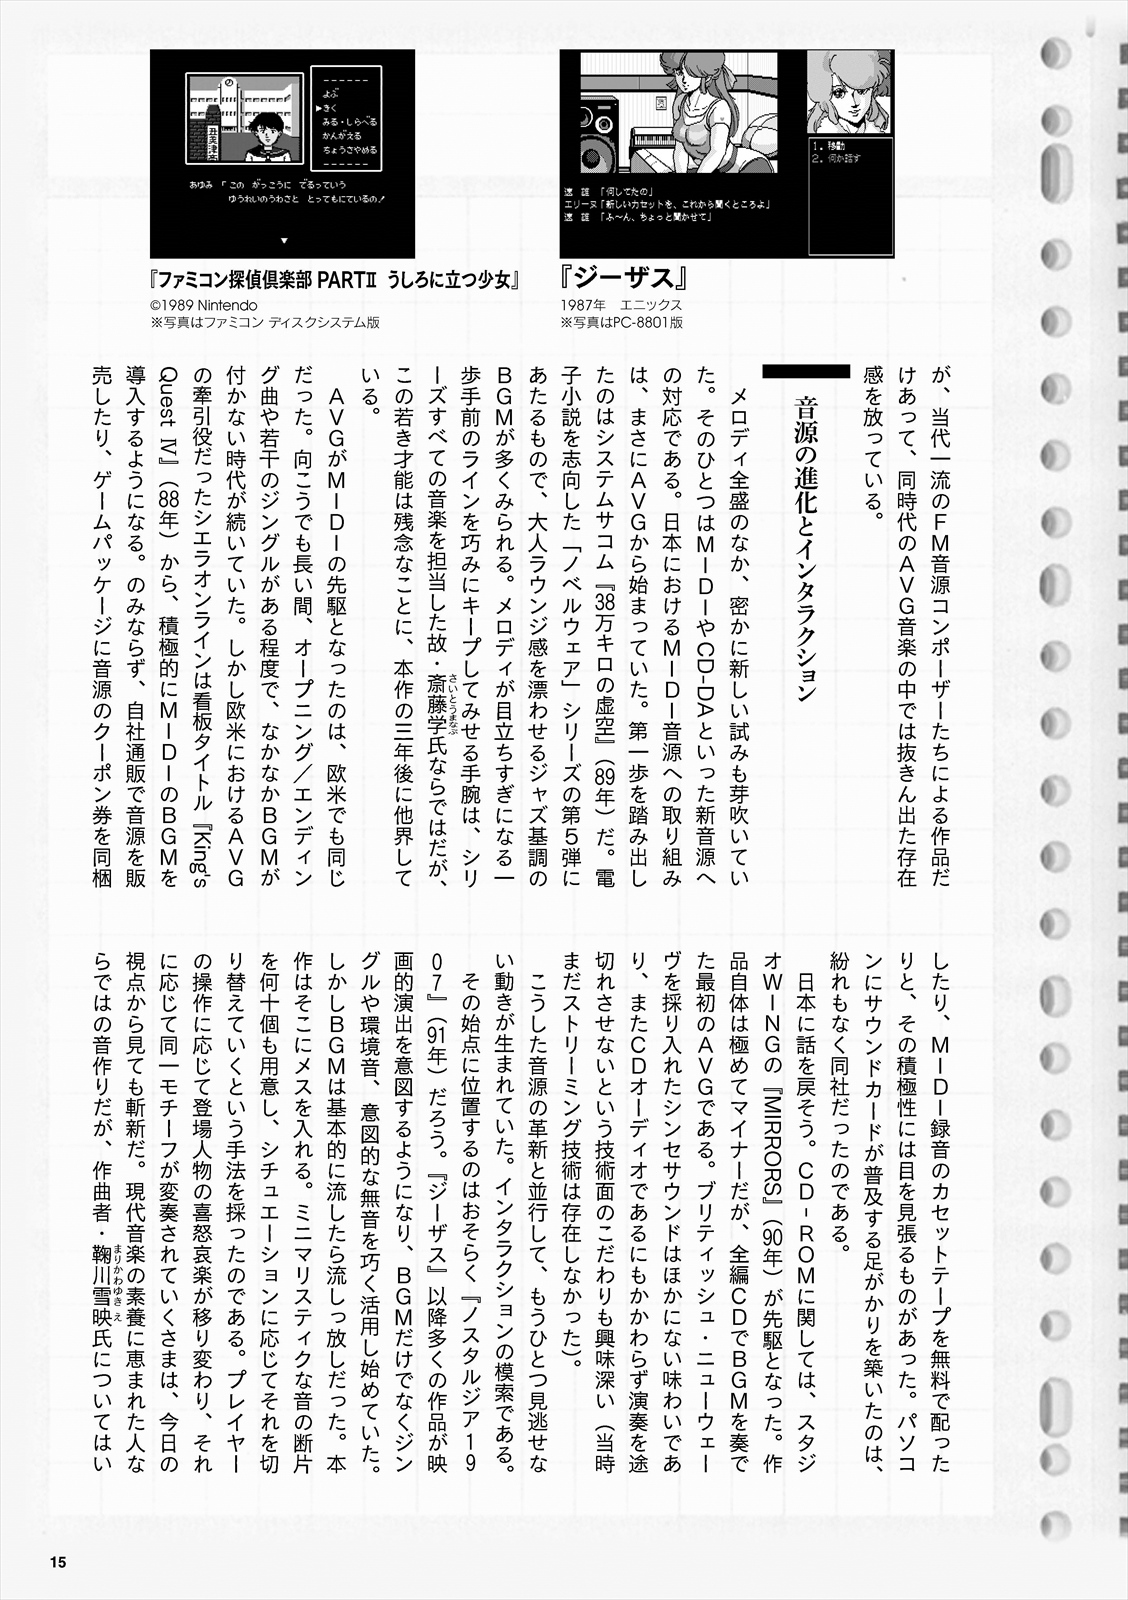 『ジーザス』
1987年　エニックス
※写真はPC-8801版
速　雄　「何してたの」
エリーヌ「新しいカセットを、これから聞くところよ」
速　雄　「ふ〜ん、ちょっと聞かせて」
1. 移動
2. 何か話す
『ファミコン探偵倶楽部 PARTⅡ うしろに立つ少女』
©1989 Nintendo
※写真はファミコン ディスクシステム版
よぶ
▶きく
みる・しらべる
かんがえる
ちょうさやめる
あゆみ 「この がっこうに でるっていう
ゆうれいのうわさと とってもにているの！
▼
が、当代一流のＦＭ音源コンポーザーたちによる作品だ
けあって、同時代のＡＶＧ音楽の中では抜きん出た存在
感を放っている。
音源の進化とインタラクション
　メロディ全盛のなか、密かに新しい試みも芽吹いてい
た。そのひとつはＭＩＤＩやCD-DAといった新音源へ
の対応である。日本におけるＭＩＤＩ音源への取り組み
は、まさにＡＶＧから始まっていた。第一歩を踏み出し
たのはシステムサコム『38万キロの虚空』（89年）だ。電
子小説を志向した「ノベルウェア」シリーズの第５弾に
あたるもので、大人ラウンジ感を漂わせるジャズ基調の
ＢＧＭが多くみられる。メロディが目立ちすぎになる一
歩手前のラインを巧みにキープしてみせる手腕は、シリ
ーズすべての音楽を担当した故・斎藤学氏ならではだが、
さいとうまなぶ
この若き才能は残念なことに、本作の三年後に他界して
いる。
　ＡＶＧがＭＩＤＩの先駆となったのは、欧米でも同じ
だった。向こうでも長い間、オープニング／エンディン
グ曲や若干のジングルがある程度で、なかなかＢＧＭが
付かない時代が続いていた。しかし欧米におけるＡＶＧ
の牽引役だったシエラオンラインは看板タイトル『King's
Quest Ⅳ』（88年）から、積極的にＭＩＤＩのＢＧＭを
導入するようになる。のみならず、自社通販で音源を販
売したり、ゲームパッケージに音源のクーポン券を同梱
したり、ＭＩＤＩ録音のカセットテープを無料で配った
りと、その積極性には目を見張るものがあった。パソコ
ンにサウンドカードが普及する足がかりを築いたのは、
紛れもなく同社だったのである。
　日本に話を戻そう。ＣＤ‐ＲＯＭに関しては、スタジ
オＷＩＮＧの『MIRRORS』（90年）が先駆となった。作
品自体は極めてマイナーだが、全編ＣＤでＢＧＭを奏で
た最初のＡＶＧである。ブリティッシュ・ニューウェー
ヴを採り入れたシンセサウンドはほかにない味わいであ
り、またＣＤオーディオであるにもかかわらず演奏を途
切れさせないという技術面のこだわりも興味深い（当時
まだストリーミング技術は存在しなかった）。
　こうした音源の革新と並行して、もうひとつ見逃せな
い動きが生まれていた。インタラクションの模索である。
　その始点に位置するのはおそらく『ノスタルジア１９
０７』（91年）だろう。『ジーザス』以降多くの作品が映
画的演出を意図するようになり、ＢＧＭだけでなくジン
グルや環境音、意図的な無音を巧く活用し始めていた。
しかしＢＧＭは基本的に流したら流しっ放しだった。本
作はそこにメスを入れる。ミニマリスティクな音の断片
を何十個も用意し、シチュエーションに応じてそれを切
り替えていくという手法を採ったのである。プレイヤー
の操作に応じて登場人物の喜怒哀楽が移り変わり、それ
に応じて同一モチーフが変奏されていくさまは、今日の
視点から見ても斬新だ。現代音楽の素養に恵まれた人な
らではの音作りだが、作曲者・鞠川雪映氏についてはい
まりかわゆきえ
15